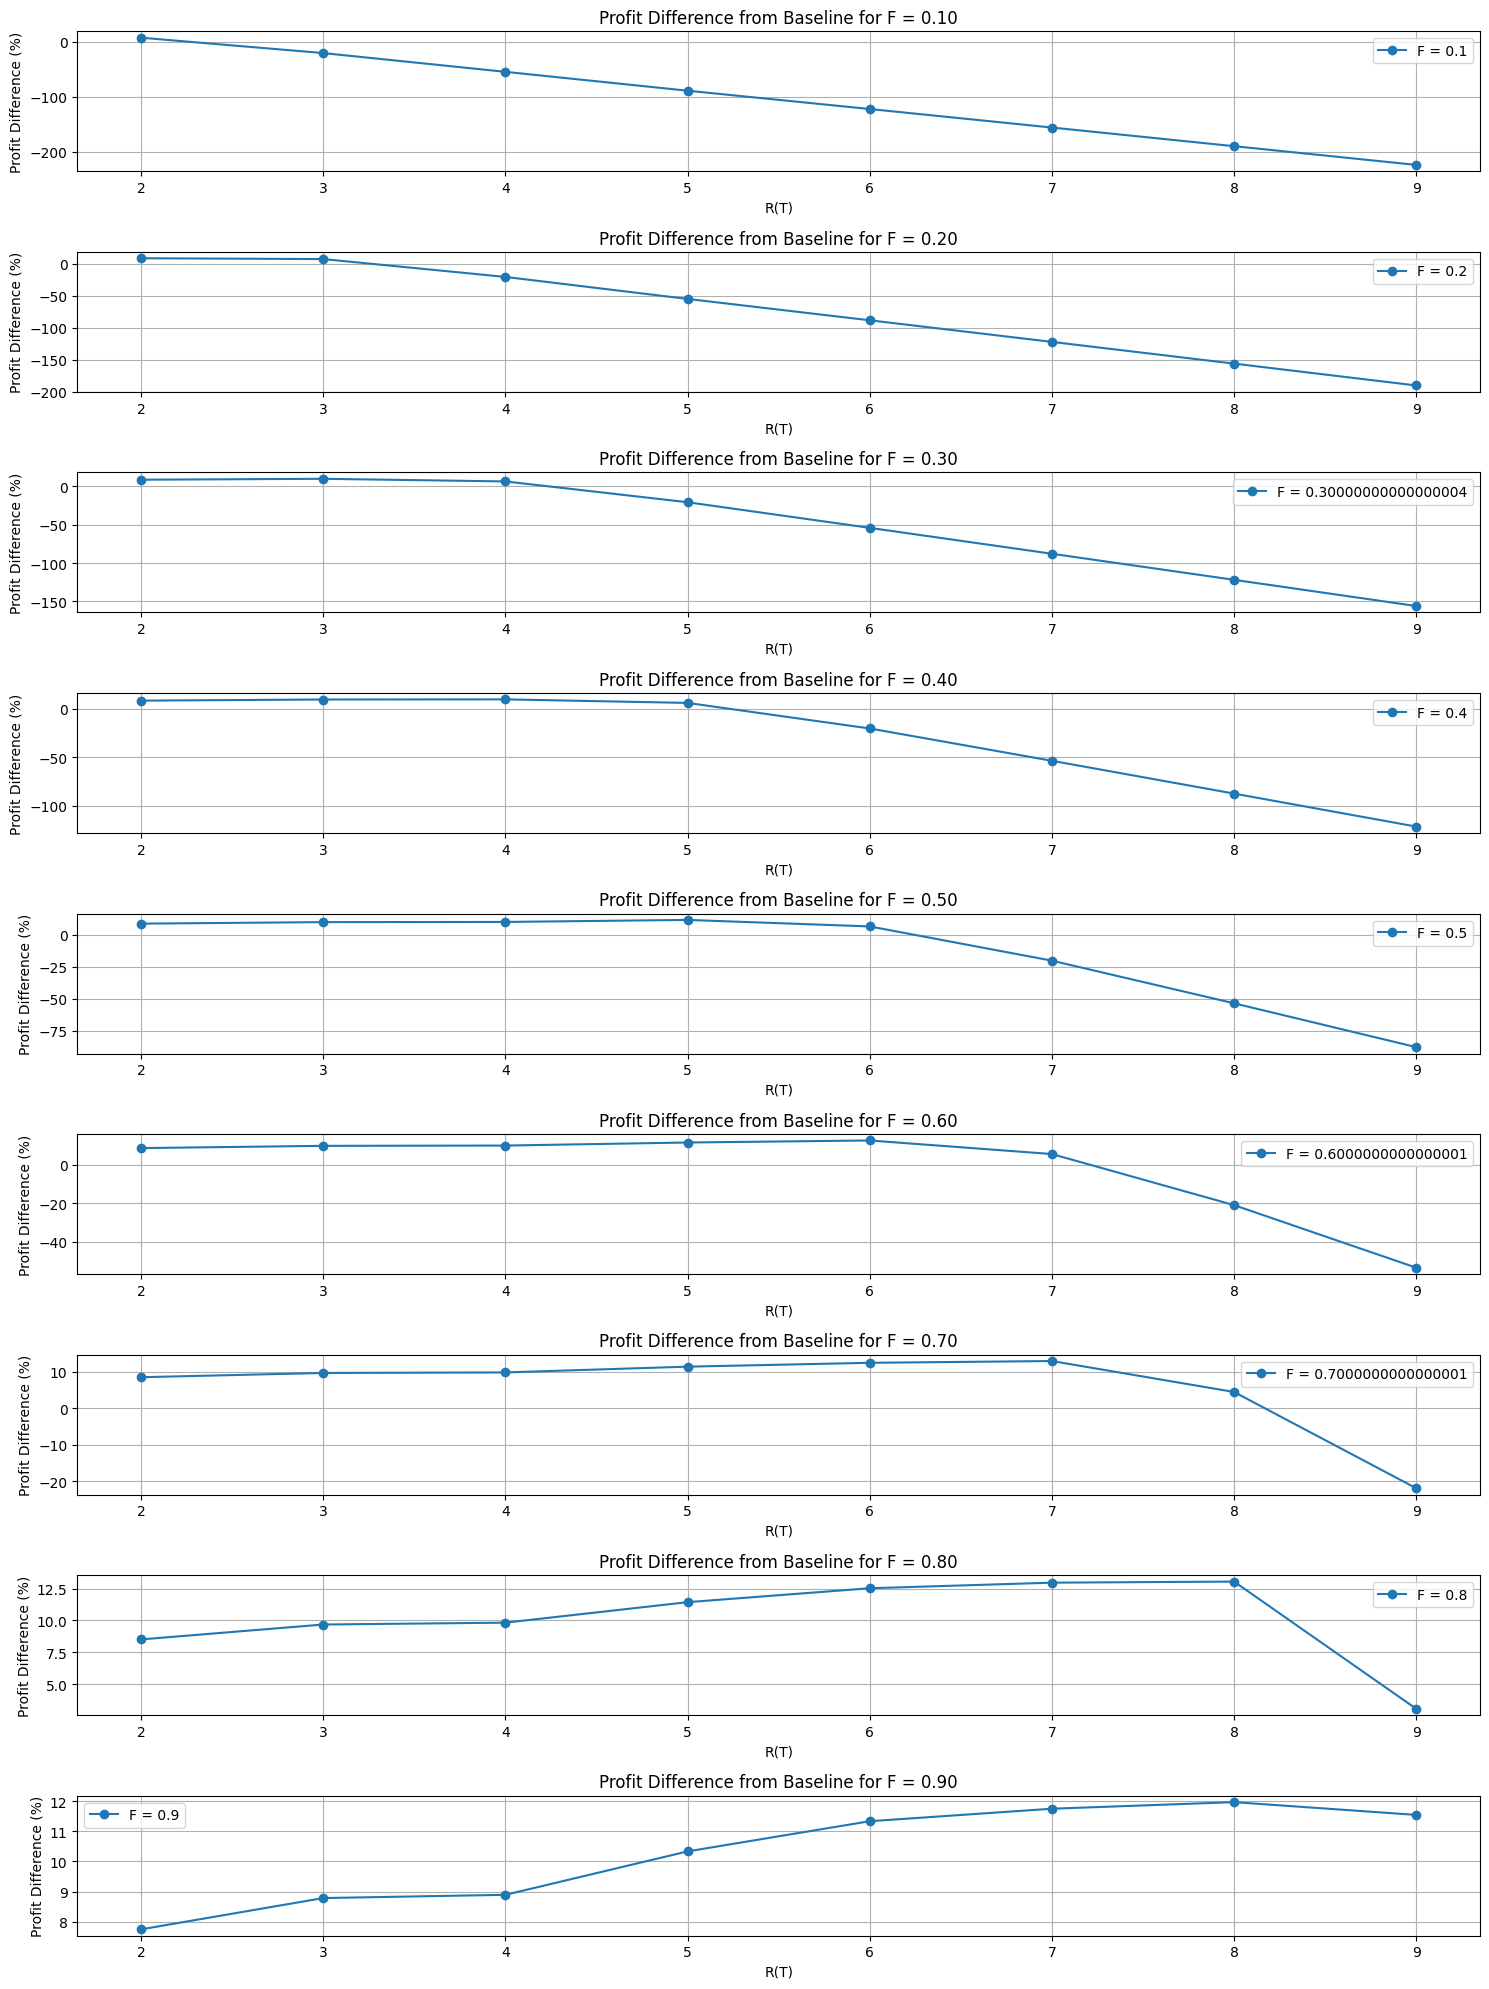 Profit Difference from Baseline for F = 0.10
Profit Difference (%)
0
−100
−200
F = 0.1
2 3 4 5 6 7 8 9
R(T)
Profit Difference from Baseline for F = 0.20
Profit Difference (%)
0
−50
−100
−150
−200
F = 0.2
2 3 4 5 6 7 8 9
R(T)
Profit Difference from Baseline for F = 0.30
Profit Difference (%)
0
−50
−100
−150
F = 0.30000000000000004
2 3 4 5 6 7 8 9
R(T)
Profit Difference from Baseline for F = 0.40
Profit Difference (%)
0
−50
−100
F = 0.4
2 3 4 5 6 7 8 9
R(T)
Profit Difference from Baseline for F = 0.50
Profit Difference (%)
0
−25
−50
−75
F = 0.5
2 3 4 5 6 7 8 9
R(T)
Profit Difference from Baseline for F = 0.60
Profit Difference (%)
0
−20
−40
F = 0.6000000000000001
2 3 4 5 6 7 8 9
R(T)
Profit Difference from Baseline for F = 0.70
Profit Difference (%)
10
0
−10
−20
F = 0.7000000000000001
2 3 4 5 6 7 8 9
R(T)
Profit Difference from Baseline for F = 0.80
Profit Difference (%)
12.5
10.0
7.5
5.0
F = 0.8
2 3 4 5 6 7 8 9
R(T)
Profit Difference from Baseline for F = 0.90
Profit Difference (%)
12
11
10
9
8
F = 0.9
2 3 4 5 6 7 8 9
R(T)